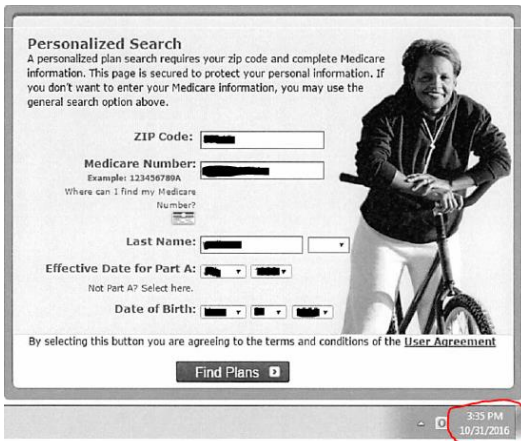 Personalized Search
A personalized plan search requires your zip code and complete Medicare
information. This page is secured to protect your personal information. If
you don't want to enter your Medicare information, you may use the
general search option above.
ZIP Code:
Medicare Number:
Example: 123456789A
Where can I find my Medicare
Number?
Last Name:
Effective Date for Part A:
Not Part A? Select here.
Date of Birth:
By selecting this button you are agreeing to the terms and conditions of the User Agreement
Find Plans
3:35 PM
10/31/2016